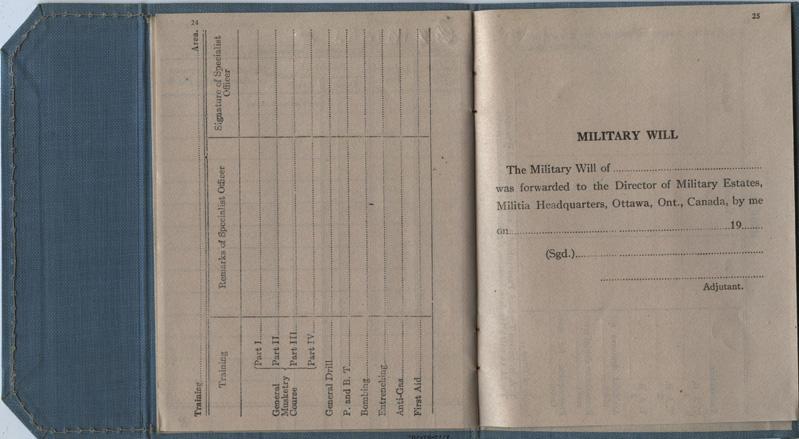 24
Training..........Area.
Training
Remarks of Specialist Officer
Signature of Specialist
Officer
General
Musketry
Course
Part I
Part II
Part III
Part IV
General Drill
P. and B. T.
Bombing
Entrenching
Anti-Gas
First Aid
25
MILITARY WILL
The Military Will of
was forwarded to the Director of Military Estates,
Militia Headquarters, Ottawa, Ont., Canada, by me
on..........19
(Sgd.)
Adjutant.